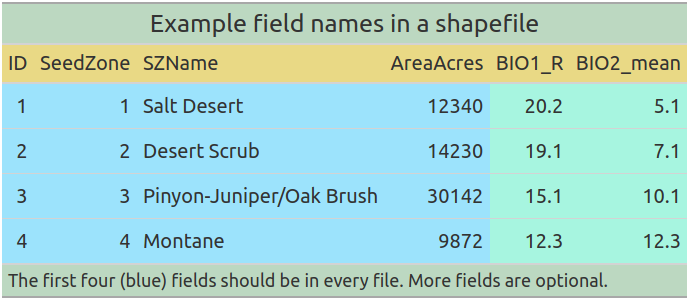 Example field names in a shapefile
ID SeedZone SZName AreaAcres BIO1_R BIO2_mean
1 1 Salt Desert 12340 20.2 5.1
2 2 Desert Scrub 14230 19.1 7.1
3 3 Pinyon-Juniper/Oak Brush 30142 15.1 10.1
4 4 Montane 9872 12.3 12.3
The first four (blue) fields should be in every file. More fields are optional.